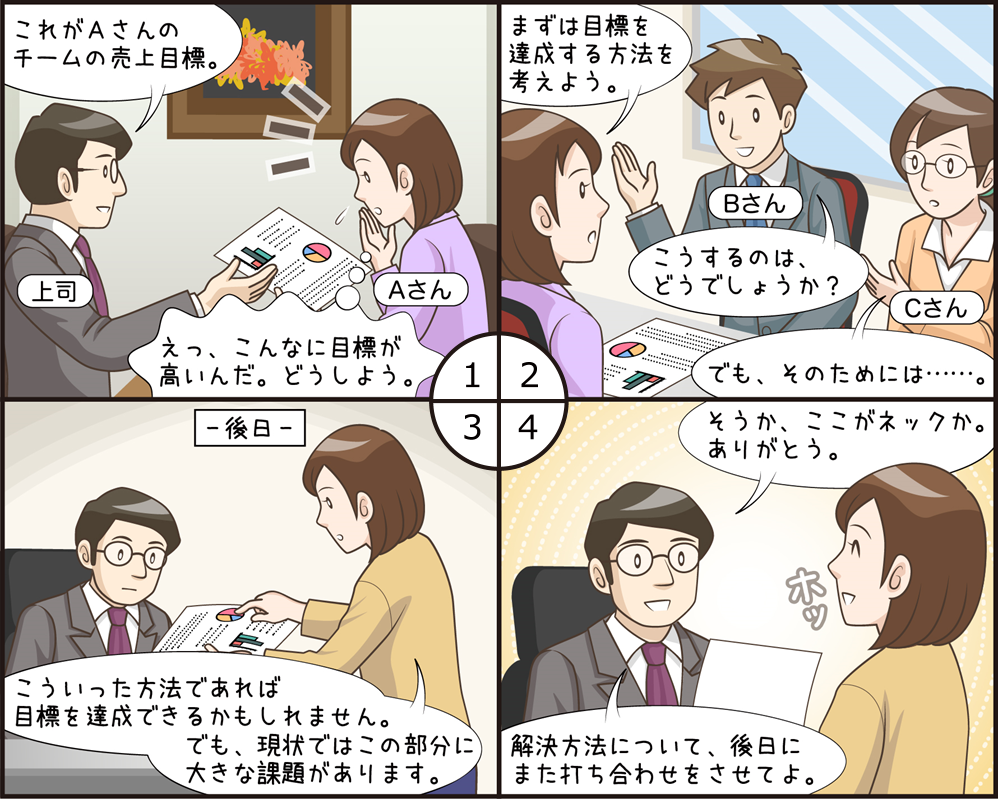 これがAさんの
チームの売上目標。
上司
Aさん
えっ、こんなに目標が
高いんだ。どうしよう。
1
まずは目標を
達成する方法を
考えよう。
Bさん
こうするのは、
どうでしょうか？
Cさん
でも、そのためには……。
2
－後日－
こういった方法であれば
目標を達成できるかもしれません。
でも、現状ではこの部分に
大きな課題があります。
3
そうか、ここがネックか。
ありがとう。
ホッ
解決方法について、後日に
また打ち合わせをさせてよ。
4